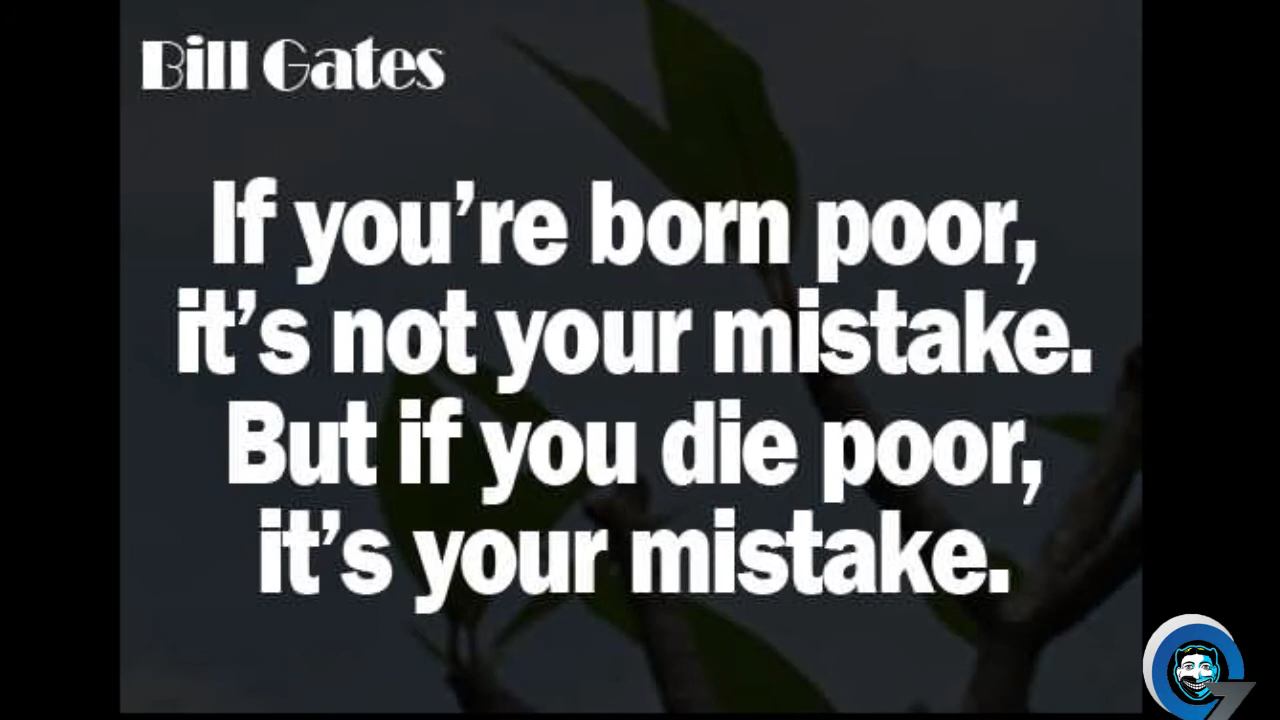 Bill Gates
If you're born poor,
it's not your mistake.
But if you die poor,
it's your mistake.